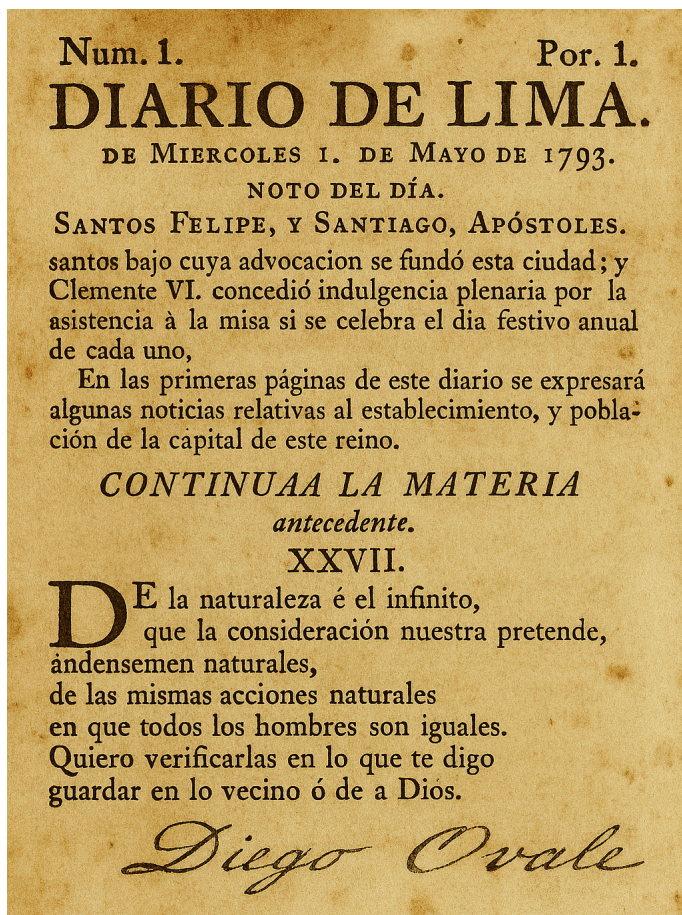 Num. 1. Por. 1.
DIARIO DE LIMA.
DE MIERCOLES 1. DE MAYO DE 1793.
NOTO DEL DÍA.
SANTOS FELIPE, Y SANTIAGO, APÓSTOLES.
santos bajo cuya advocacion se fundó esta ciudad; y
Clemente VI. concedió indulgencia plenaria por la
asistencia à la misa si se celebra el dia festivo anual
de cada uno,
En las primeras páginas de este diario se expresará
algunas noticias relativas al establecimiento, y pobla-
ción de la capital de este reino.
CONTINUAA LA MATERIA
antecedente.
XXVII.
DE la naturaleza é el infinito,
que la consideración nuestra pretende,
àndensemen naturales,
de las mismas acciones naturales
en que todos los hombres son iguales.
Quiero verificarlas en lo que te digo
guardar en lo vecino ó de a Dios.
Diego Ovale